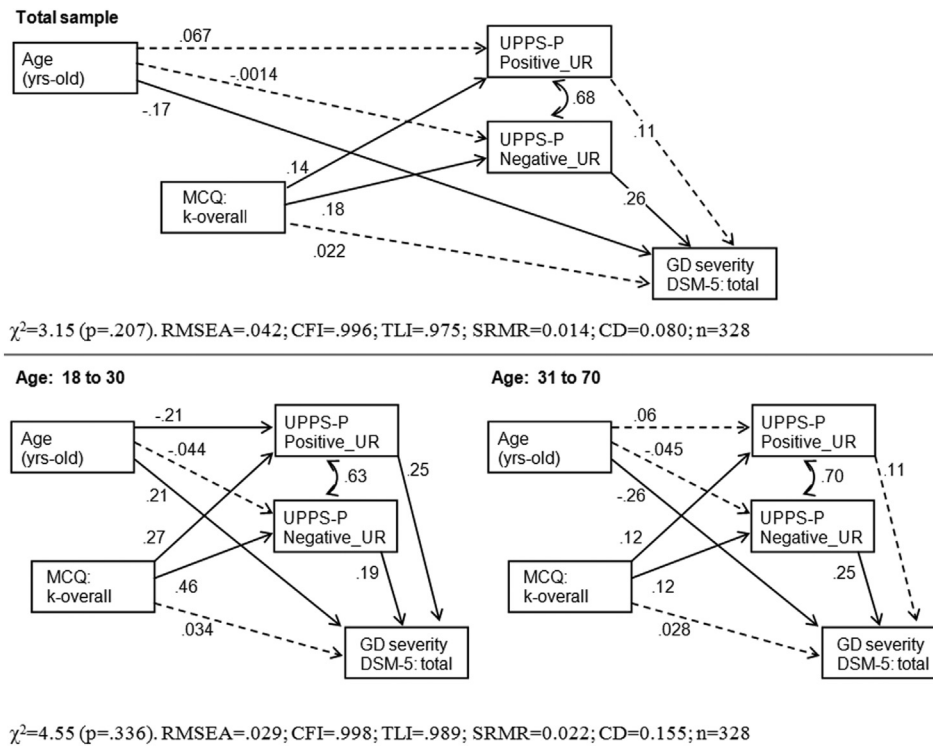 Total sample
Age
(yrs-old)
.067
-.0014
-.17
UPPS-P
Positive_UR
.68
UPPS-P
Negative_UR
.11
.14
MCQ:
k-overall
.18
.26
.022
GD severity
DSM-5: total
χ²=3.15 (p=.207). RMSEA=.042; CFI=.996; TLI=.975; SRMR=0.014; CD=0.080; n=328
Age: 18 to 30
Age
(yrs-old)
-.21
-.044
.21
UPPS-P
Positive_UR
.63
.25
UPPS-P
Negative_UR
.27
MCQ:
k-overall
.46
.19
.034
GD severity
DSM-5: total
Age: 31 to 70
Age
(yrs-old)
.06
-.045
-.26
UPPS-P
Positive_UR
.70
.11
UPPS-P
Negative_UR
.12
MCQ:
k-overall
.12
.25
.028
GD severity
DSM-5: total
χ²=4.55 (p=.336). RMSEA=.029; CFI=.998; TLI=.989; SRMR=0.022; CD=0.155; n=328